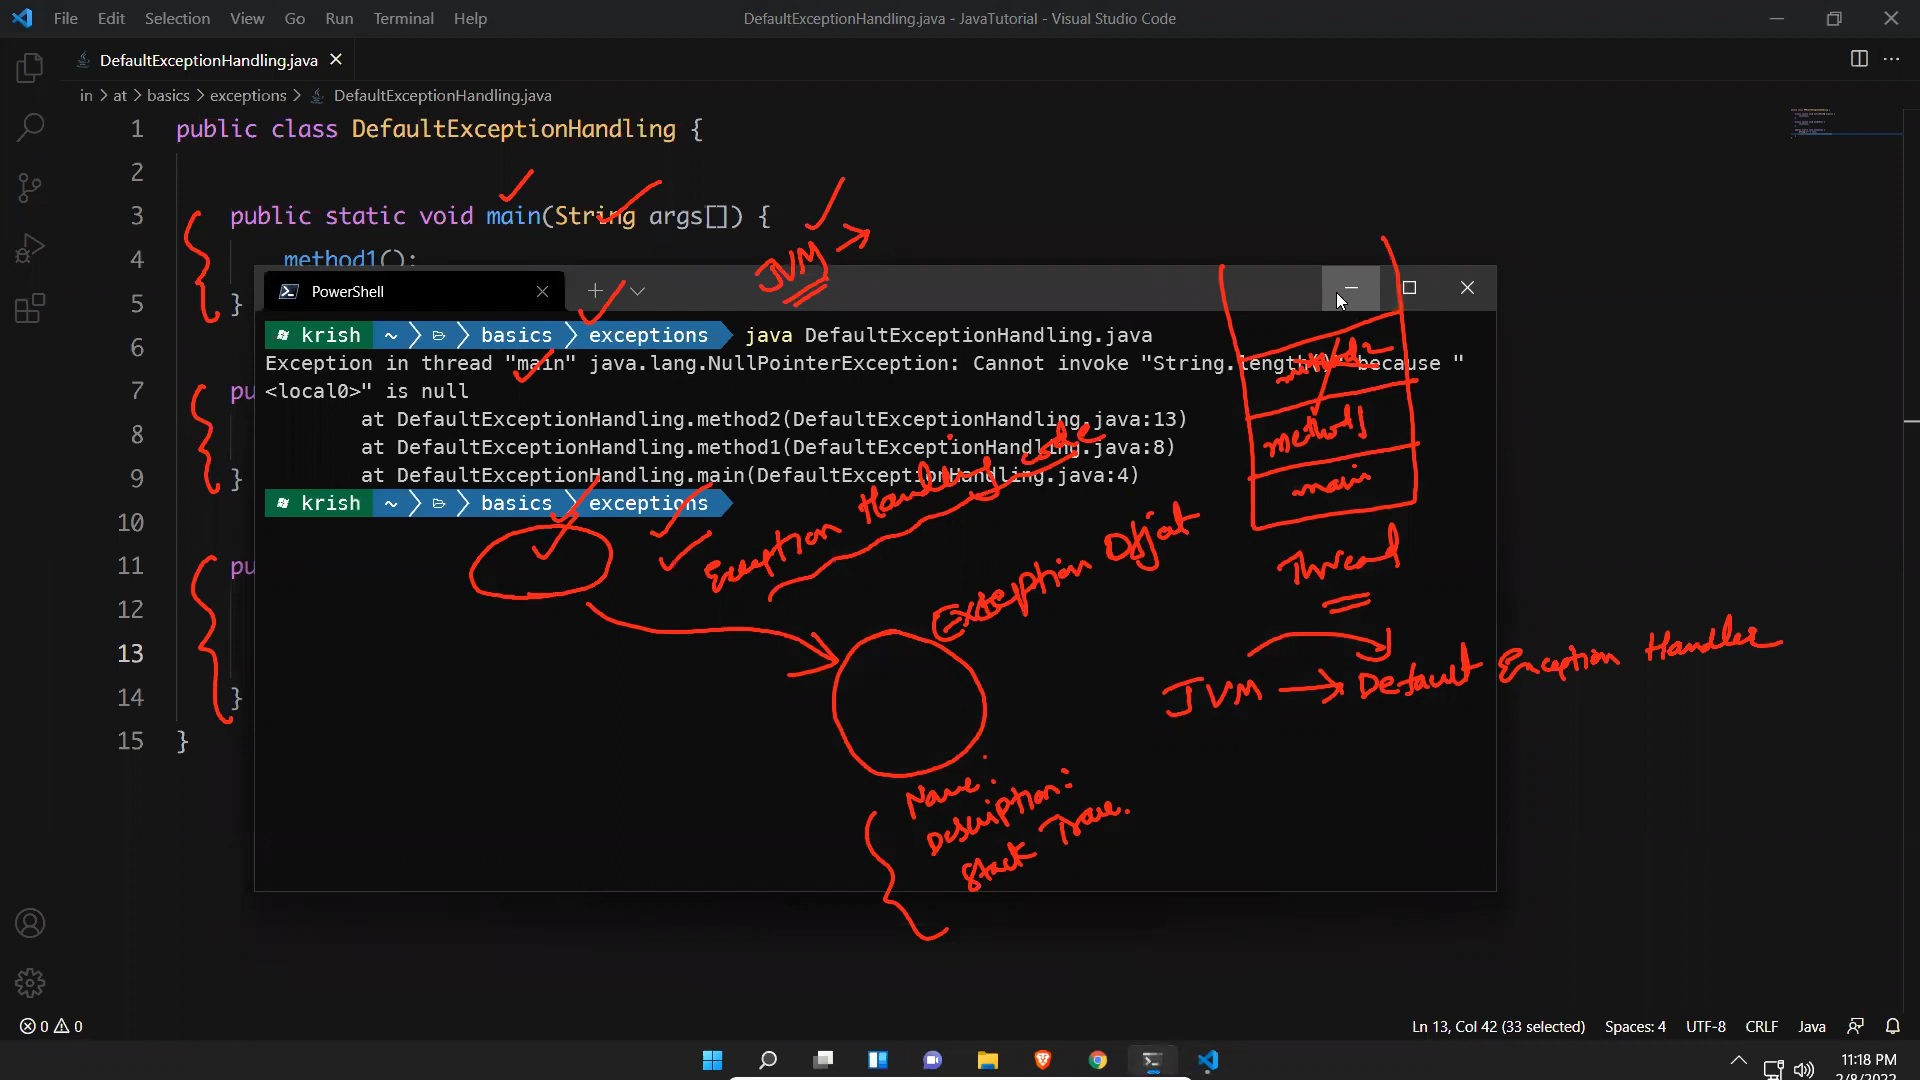 File Edit Selection View Go Run Terminal Help
DefaultExceptionHandling.java - JavaTutorial - Visual Studio Code
DefaultExceptionHandling.java
in > at > basics > exceptions > DefaultExceptionHandling.java
1 public class DefaultExceptionHandling {
2
3 public static void main(String args[]) {
4 method1();
5 }
6
7 pu
8
9 }
10
11 pu
12
13
14 }
15 }
JVM
PowerShell
krish ~ basics exceptions java DefaultExceptionHandling.java
Exception in thread "main" java.lang.NullPointerException: Cannot invoke "String.length()" because "
<local0>" is null
at DefaultExceptionHandling.method2(DefaultExceptionHandling.java:13)
at DefaultExceptionHandling.method1(DefaultExceptionHandling.java:8)
at DefaultExceptionHandling.main(DefaultExceptionHandling.java:4)
krish ~ basics exceptions
method2
method1
main
Thread
Exception Handling code
Exception Object
JVM → Default Exception Handler
Name:
Description:
Stack Trace.
0 0
Ln 13, Col 42 (33 selected) Spaces: 4 UTF-8 CRLF Java
11:18 PM
2/8/2022